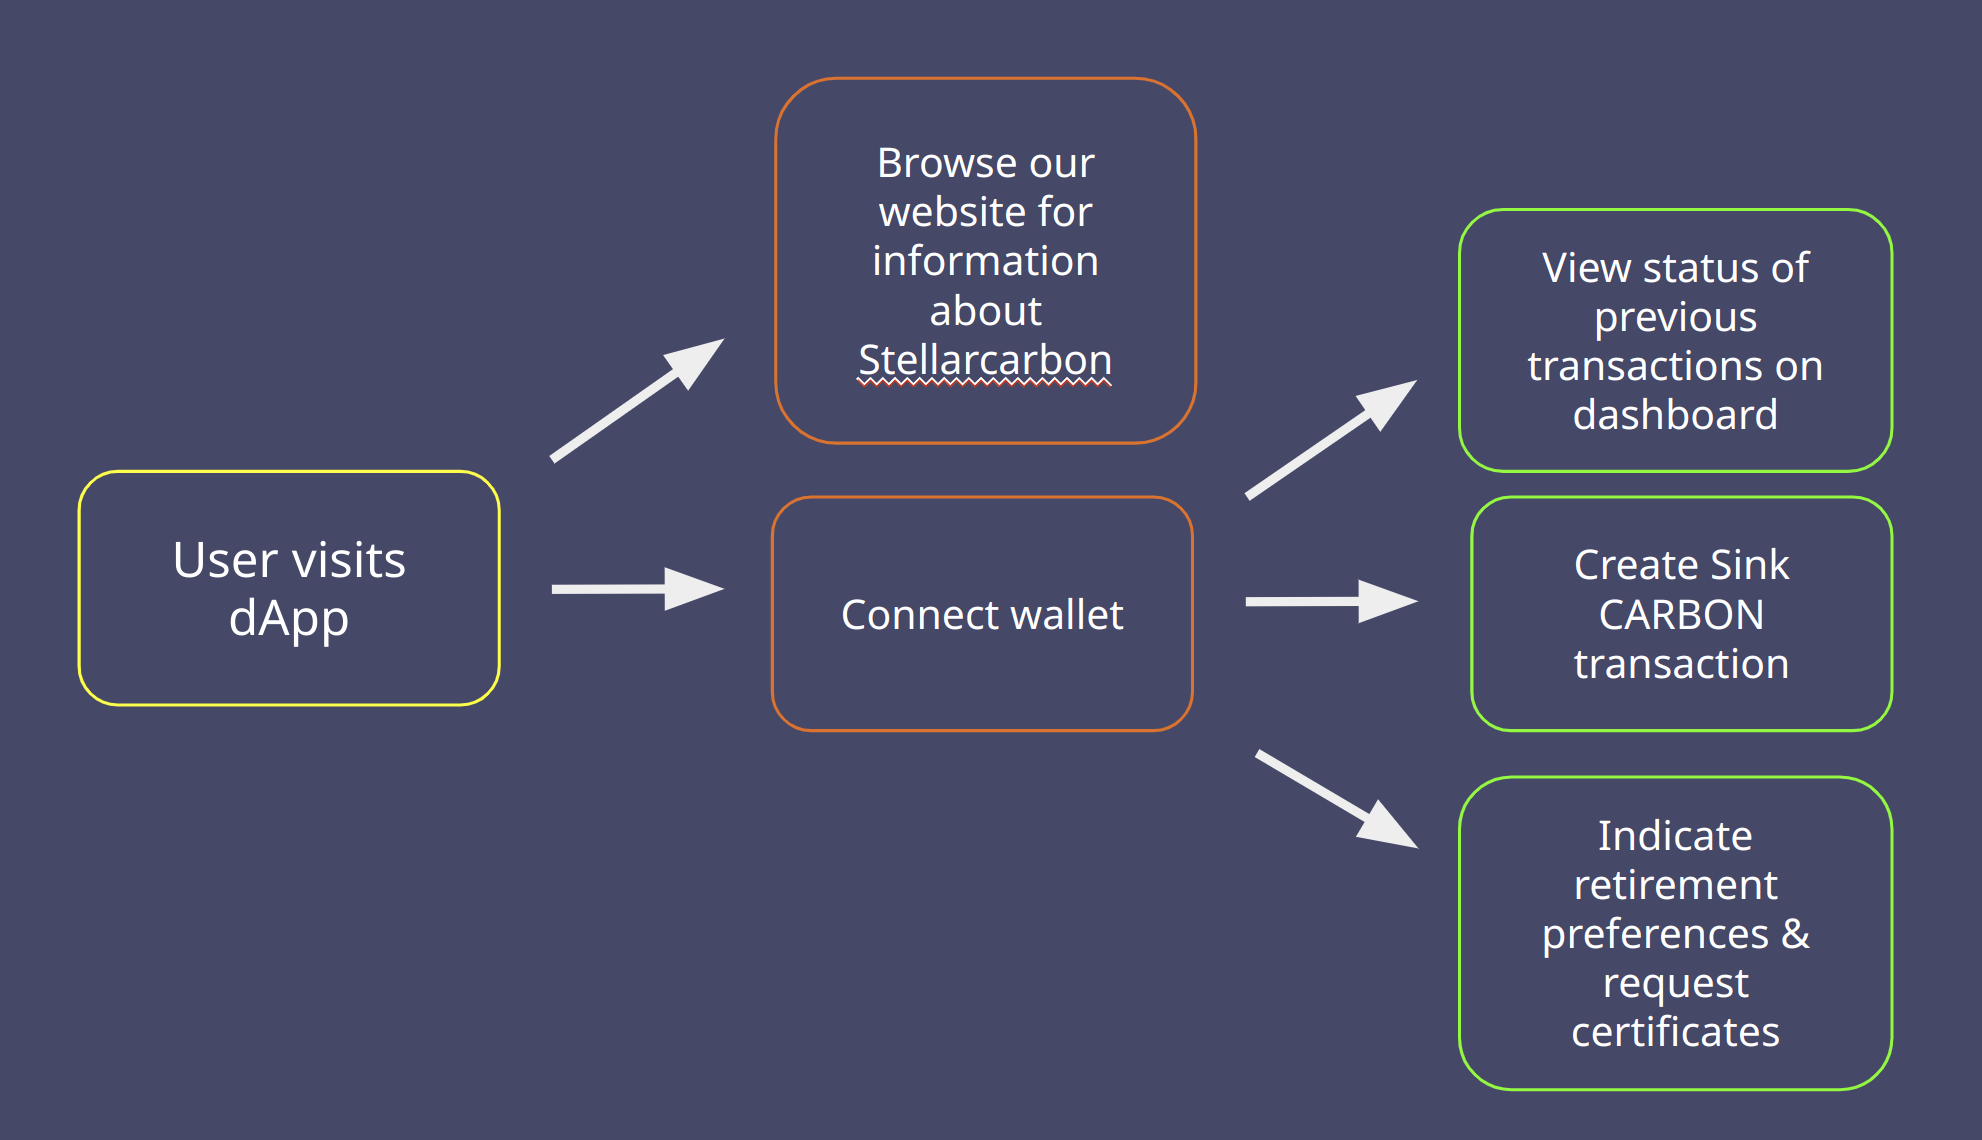 User visits
dApp
Browse our
website for
information
about
Stellarcarbon
Connect wallet
View status of
previous
transactions on
dashboard
Create Sink
CARBON
transaction
Indicate
retirement
preferences &
request
certificates